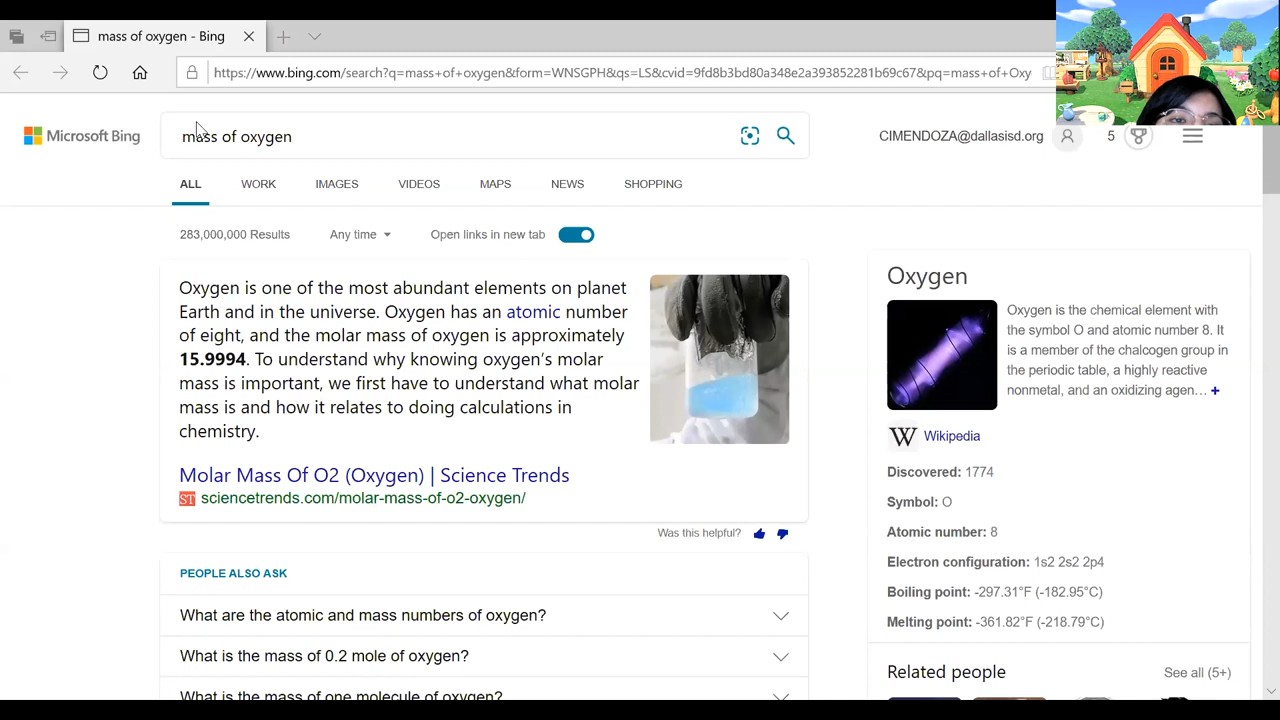 mass of oxygen - Bing
https://www.bing.com/search?q=mass+of+oxygen&form=WNSGPH&qs=LS&cvid=9fd8b3bd80a348e2a393852281b69c67&pq=mass+of+Oxy
Microsoft Bing
mass of oxygen
CIMENDOZA@dallasisd.org
5
ALL WORK IMAGES VIDEOS MAPS NEWS SHOPPING
283,000,000 Results Any time Open links in new tab
Oxygen is one of the most abundant elements on planet
Earth and in the universe. Oxygen has an atomic number
of eight, and the molar mass of oxygen is approximately
15.9994. To understand why knowing oxygen's molar
mass is important, we first have to understand what molar
mass is and how it relates to doing calculations in
chemistry.
Molar Mass Of O2 (Oxygen) | Science Trends
ST sciencetrends.com/molar-mass-of-o2-oxygen/
Was this helpful?
PEOPLE ALSO ASK
What are the atomic and mass numbers of oxygen?
What is the mass of 0.2 mole of oxygen?
What is the mass of one molecule of oxygen?
Oxygen
Oxygen is the chemical element with
the symbol O and atomic number 8. It
is a member of the chalcogen group in
the periodic table, a highly reactive
nonmetal, and an oxidizing agen… +
W Wikipedia
Discovered: 1774
Symbol: O
Atomic number: 8
Electron configuration: 1s2 2s2 2p4
Boiling point: -297.31°F (-182.95°C)
Melting point: -361.82°F (-218.79°C)
Related people See all (5+)